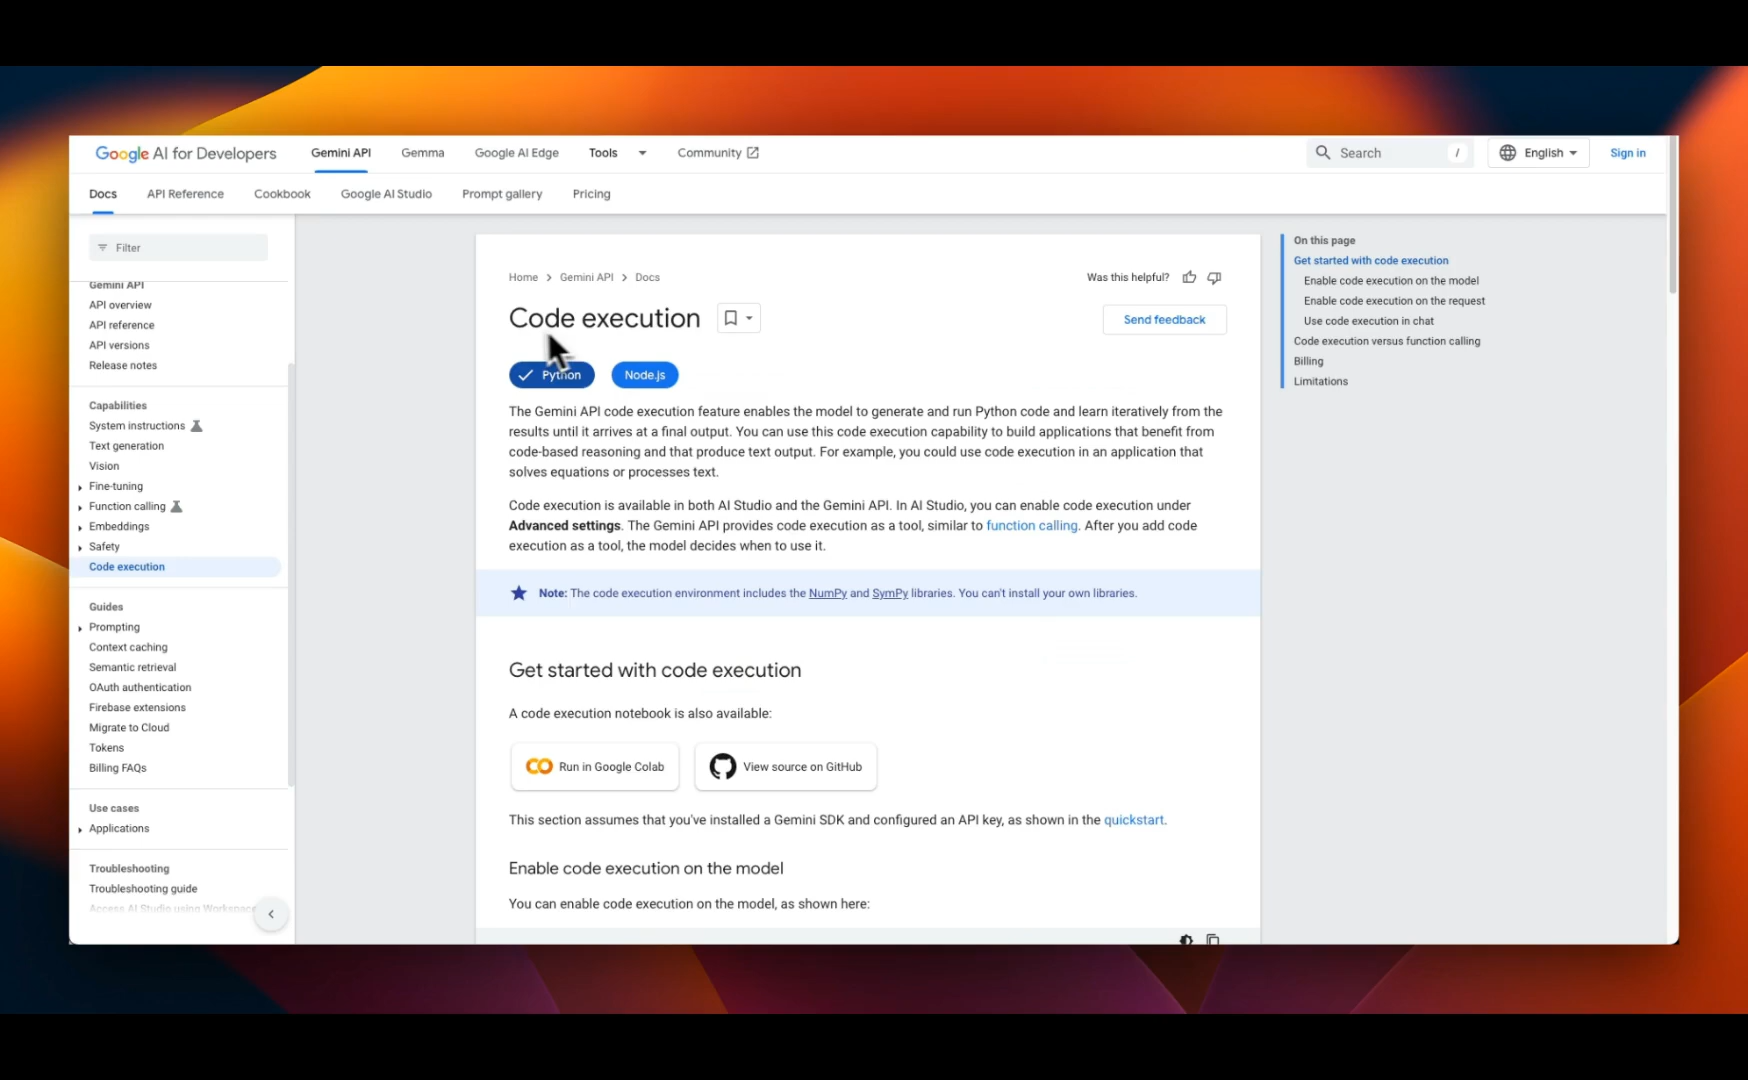 Google AI for Developers Gemini API Gemma Google AI Edge Tools Community Search / English Sign in
Docs API Reference Cookbook Google AI Studio Prompt gallery Pricing
Filter
Gemini API
API overview
API reference
API versions
Release notes
Capabilities
System instructions
Text generation
Vision
Fine-tuning
Function calling
Embeddings
Safety
Code execution
Guides
Prompting
Context caching
Semantic retrieval
OAuth authentication
Firebase extensions
Migrate to Cloud
Tokens
Billing FAQs
Use cases
Applications
Troubleshooting
Troubleshooting guide
Access AI Studio using Workspace
Home > Gemini API > Docs
Was this helpful?
Code execution
Send feedback
Python Node.js
The Gemini API code execution feature enables the model to generate and run Python code and learn iteratively from the
results until it arrives at a final output. You can use this code execution capability to build applications that benefit from
code-based reasoning and that produce text output. For example, you could use code execution in an application that
solves equations or processes text.
Code execution is available in both AI Studio and the Gemini API. In AI Studio, you can enable code execution under
Advanced settings. The Gemini API provides code execution as a tool, similar to function calling. After you add code
execution as a tool, the model decides when to use it.
Note: The code execution environment includes the NumPy and SymPy libraries. You can't install your own libraries.
Get started with code execution
A code execution notebook is also available:
Run in Google Colab View source on GitHub
This section assumes that you've installed a Gemini SDK and configured an API key, as shown in the quickstart.
Enable code execution on the model
You can enable code execution on the model, as shown here:
On this page
Get started with code execution
Enable code execution on the model
Enable code execution on the request
Use code execution in chat
Code execution versus function calling
Billing
Limitations